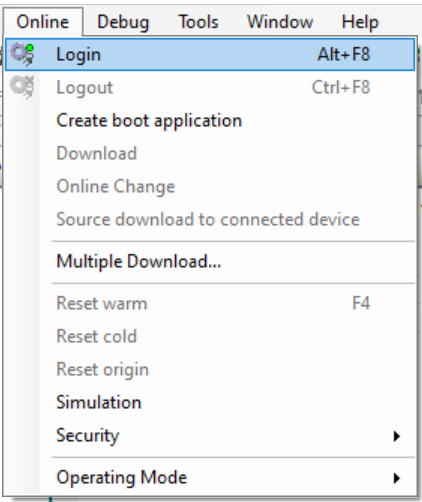 Online Debug Tools Window Help
Login Alt+F8
Logout Ctrl+F8
Create boot application
Download
Online Change
Source download to connected device
Multiple Download...
Reset warm F4
Reset cold
Reset origin
Simulation
Security
Operating Mode